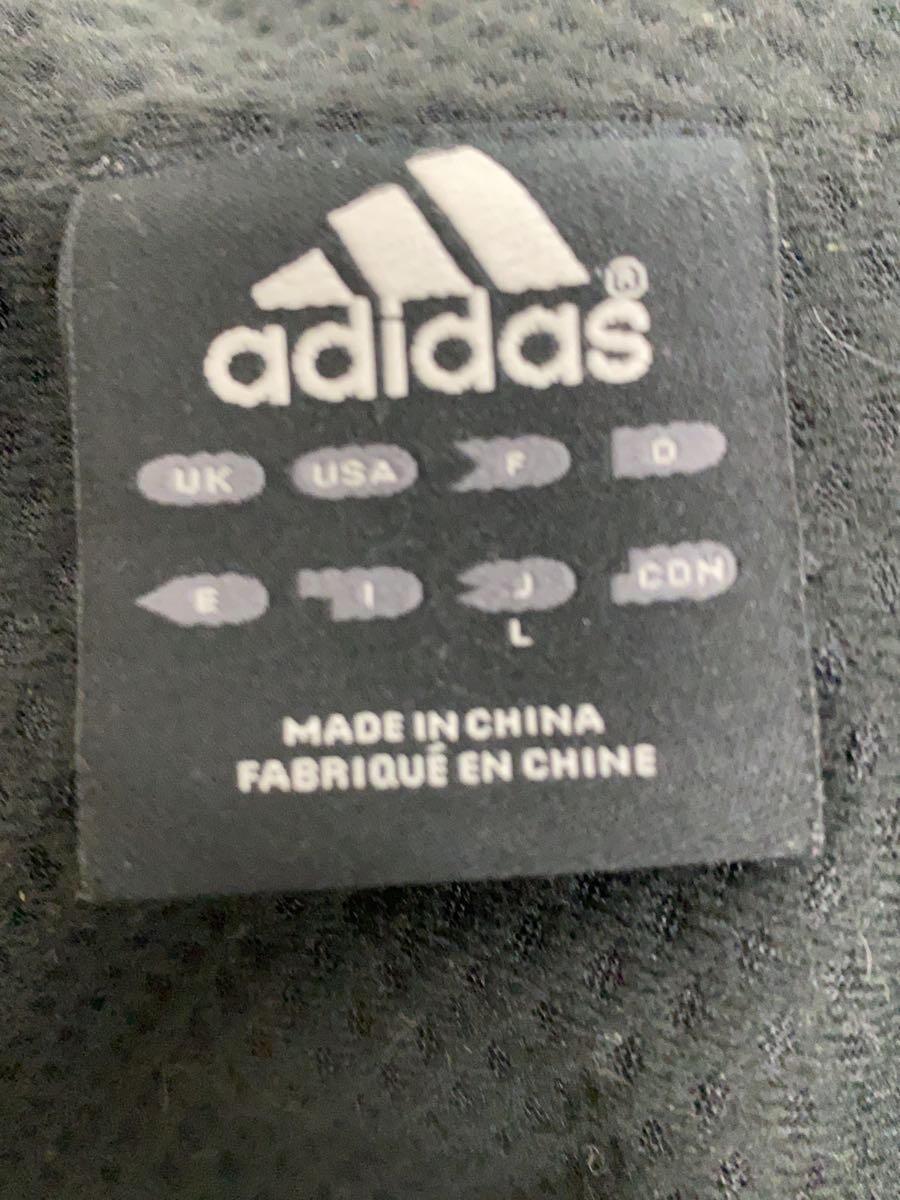 adidas®
UK USA F D
E I J CDN
L
MADE IN CHINA
FABRIQUÉ EN CHINE